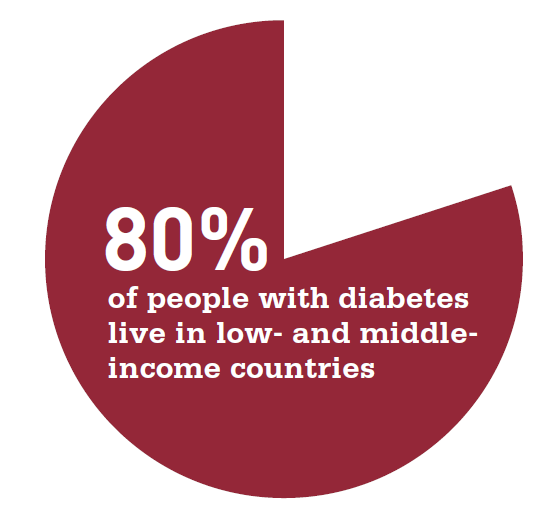 80%
of people with diabetes
live in low- and middle-
income countries